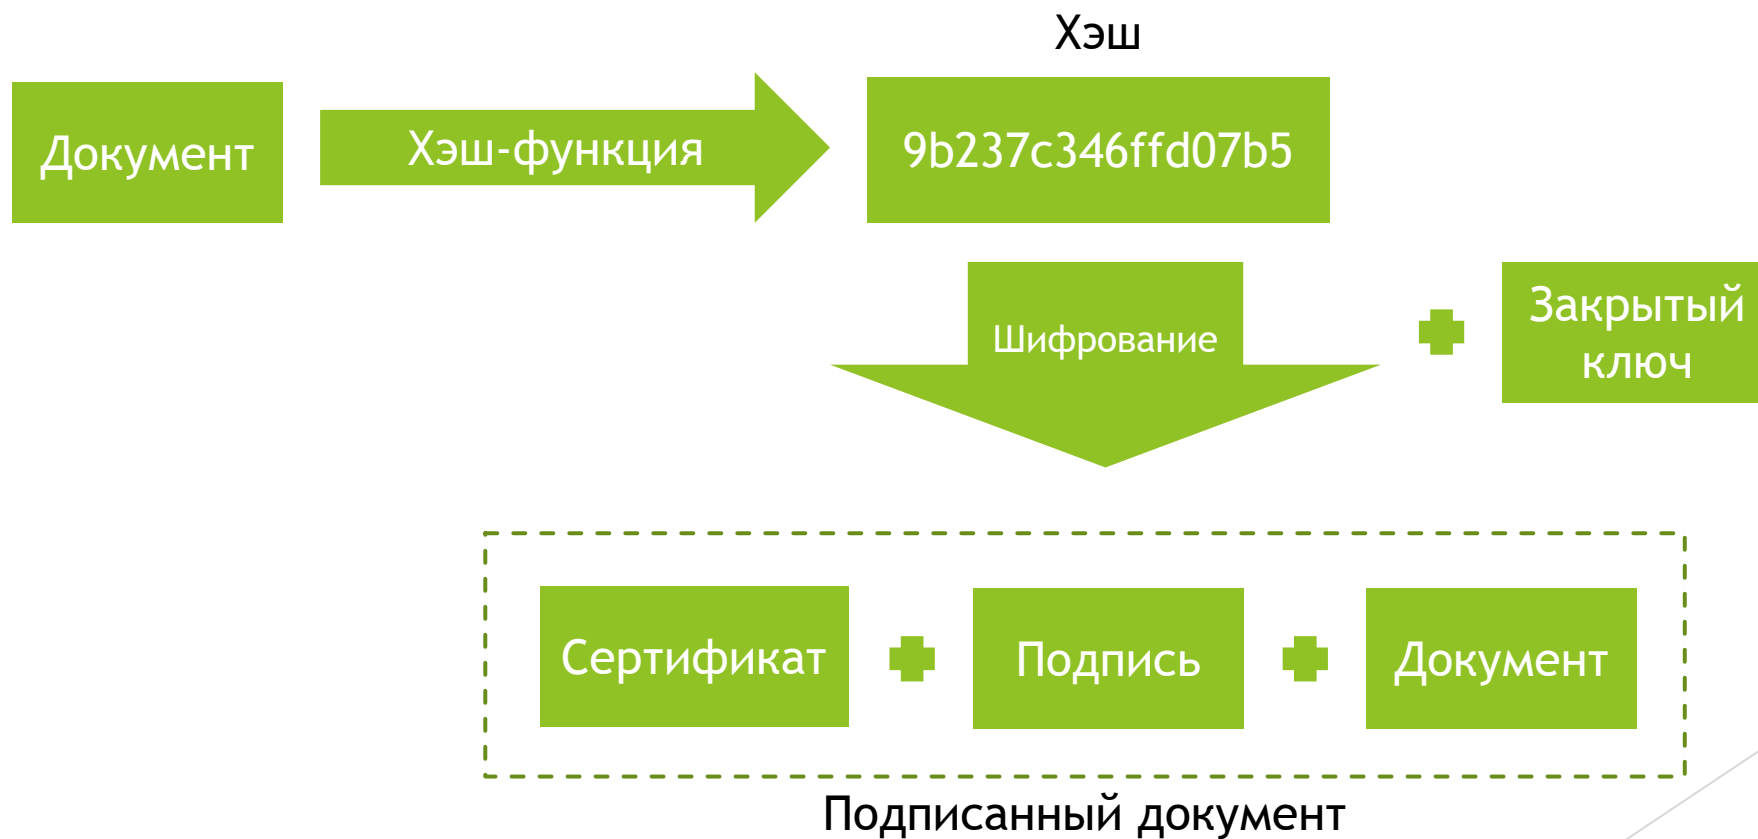 Хэш
Документ
Хэш-функция
9b237c346ffd07b5
Шифрование
Закрытый
ключ
Сертификат
Подпись
Документ
Подписанный документ